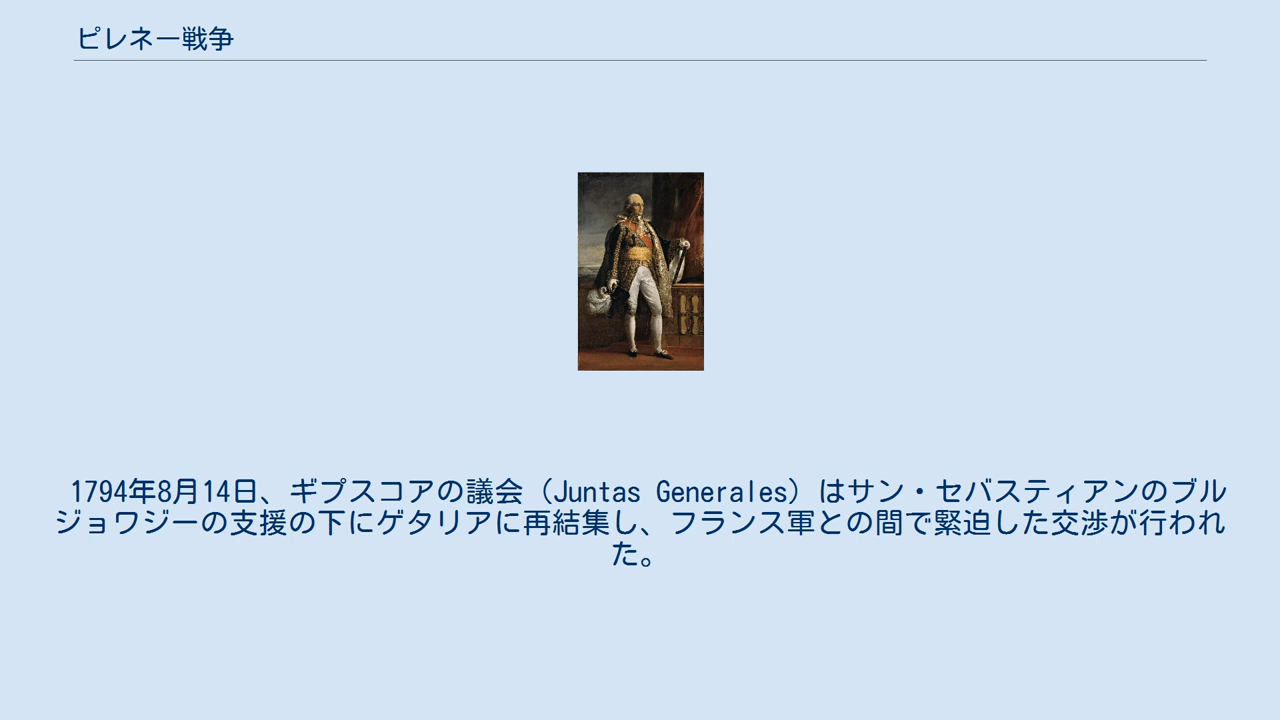 ピレネー戦争
1794年8月14日、ギプスコアの議会（Juntas Generales）はサン・セバスティアンのブル
ジョワジーの支援の下にゲタリアに再結集し、フランス軍との間で緊迫した交渉が行われ
た。